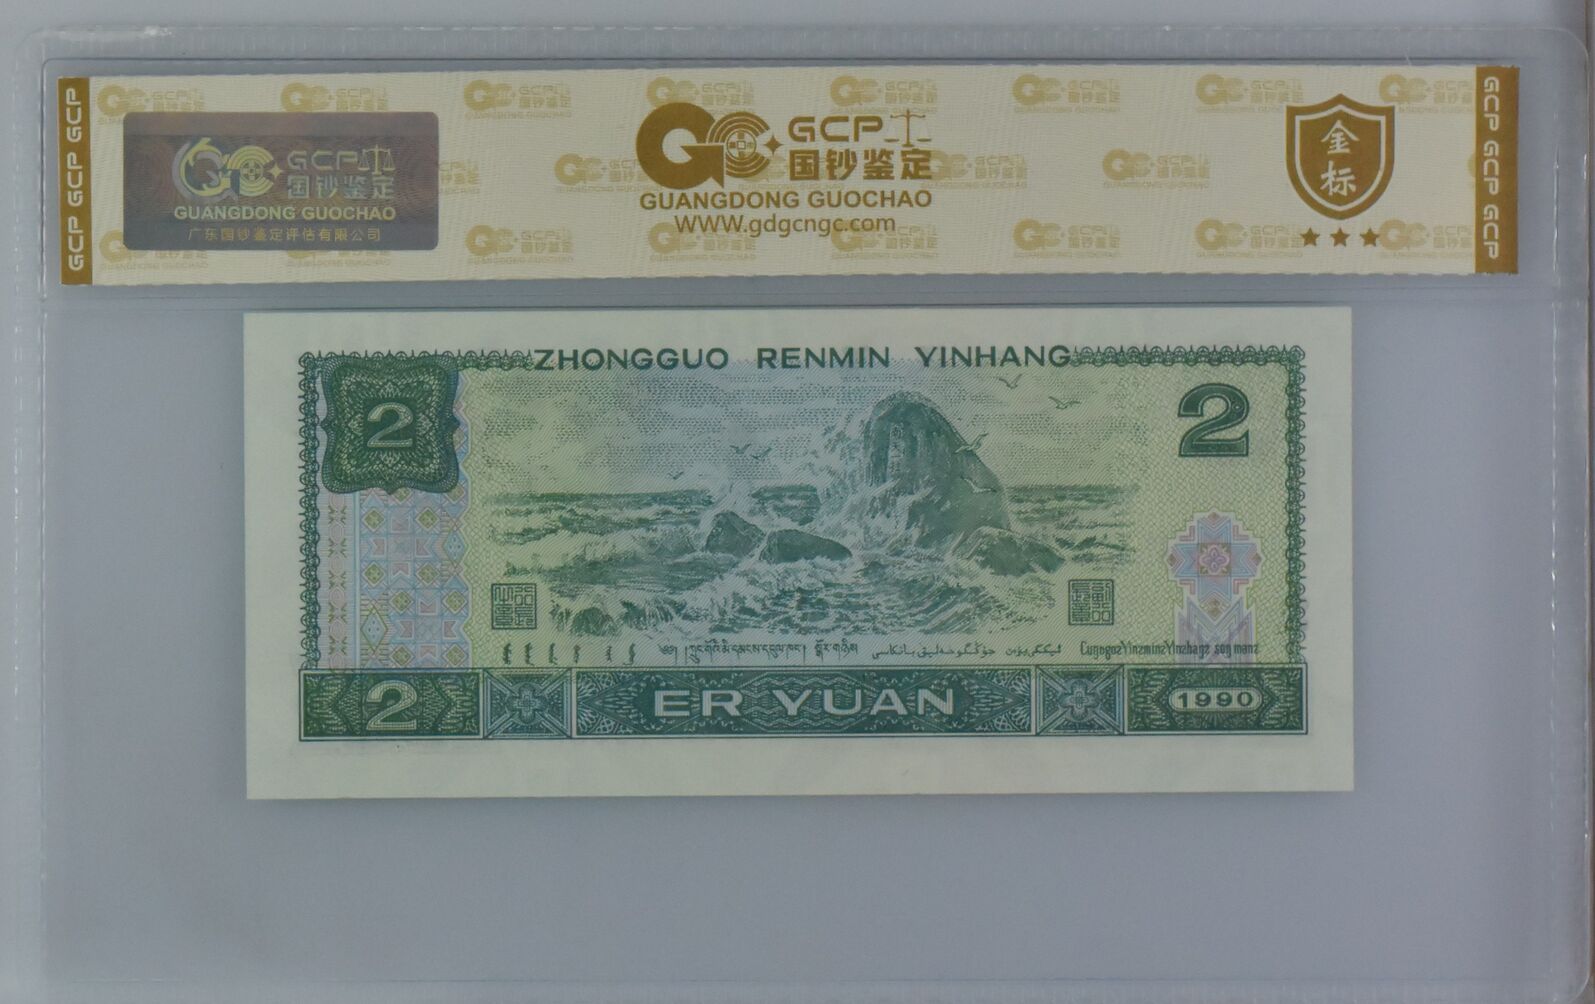 GCP GCP GCP
GCP 国钞鉴定
GUANGDONG GUOCHAO
广东国钞鉴定评估有限公司
GCP
国钞鉴定
GUANGDONG GUOCHAO
WWW.gdgcngc.com
金标
GCP GCP GCP
ZHONGGUO RENMIN YINHANG
2
2
Cungguz Yinzminz Yinzhangz song manz
2
ER YUAN
1990